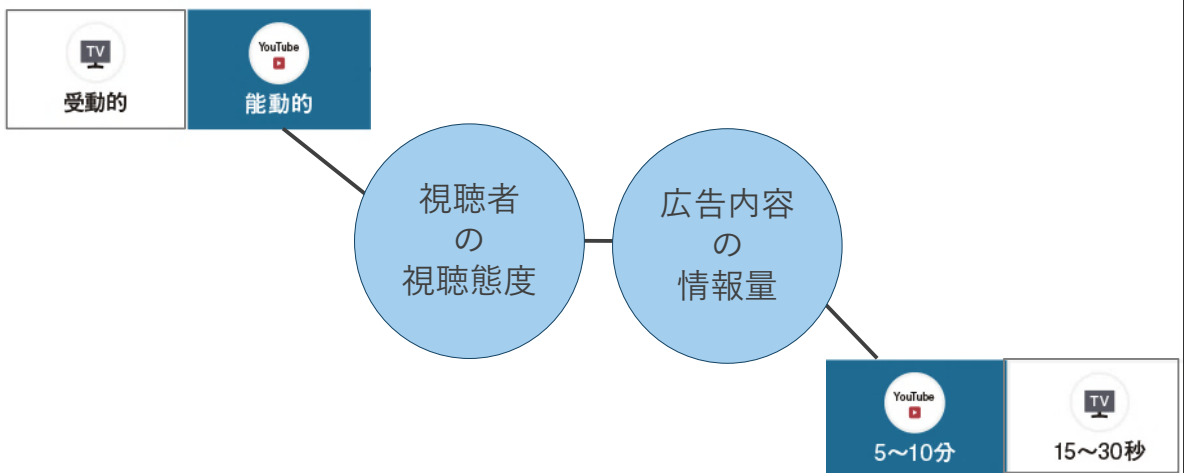 TV
受動的
YouTube
能動的
視聴者
の
視聴態度
広告内容
の
情報量
YouTube
5〜10分
TV
15〜30秒